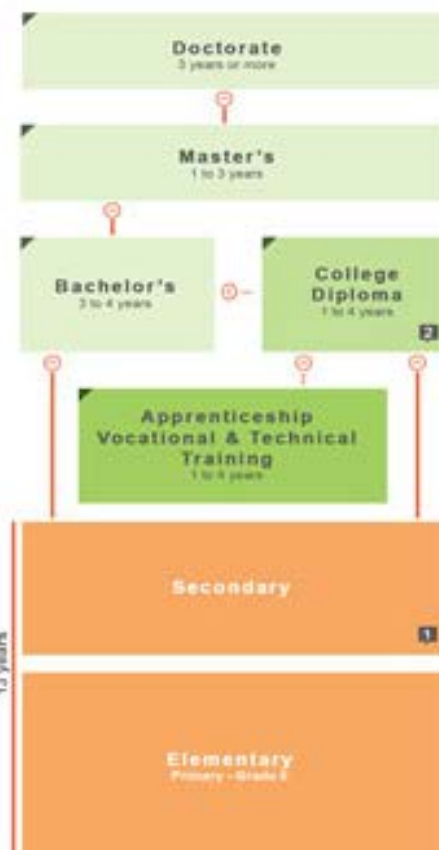 Doctorate
3 years or more
Master's
1 to 3 years
Bachelor's
3 to 4 years
College
Diploma
1 to 4 years
2
Apprenticeship
Vocational & Technical
Training
1 to 4 years
Secondary
1
13 years
Elementary
Primary - Grade 6